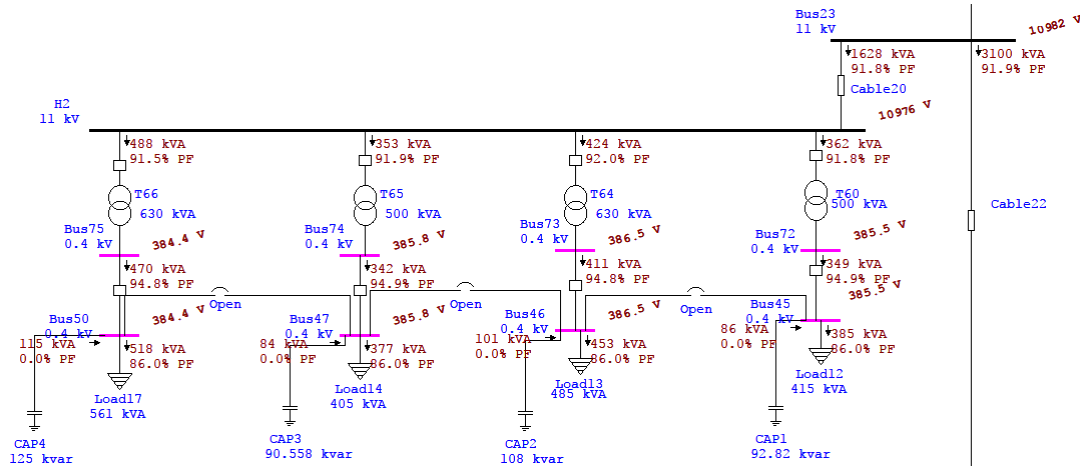 Bus23
11 kV
10982 V
1628 kVA
91.8% PF
3100 kVA
91.9% PF
Cable20
H2
11 kV
10976 V
488 kVA
91.5% PF
353 kVA
91.9% PF
424 kVA
92.0% PF
362 kVA
91.8% PF
T66
630 kVA
T65
500 kVA
T64
630 kVA
T60
500 kVA
Cable22
Bus75
0.4 kV
384.4 V
Bus74
0.4 kV
385.8 V
Bus73
0.4 kV
386.5 V
Bus72
0.4 kV
385.5 V
470 kVA
94.8% PF
342 kVA
94.9% PF
411 kVA
94.8% PF
349 kVA
94.9% PF
Open
Open
Open
Bus50
0.4 kV
384.4 V
Bus47
0.4 kV
385.8 V
Bus46
0.4 kV
386.5 V
Bus45
0.4 kV
385.5 V
115 kVA
0.0% PF
518 kVA
86.0% PF
84 kVA
0.0% PF
377 kVA
86.0% PF
101 kVA
0.0% PF
453 kVA
86.0% PF
86 kVA
0.0% PF
385 kVA
86.0% PF
Load17
561 kVA
Load14
405 kVA
Load13
485 kVA
Load12
415 kVA
CAP4
125 kvar
CAP3
90.558 kvar
CAP2
108 kvar
CAP1
92.82 kvar